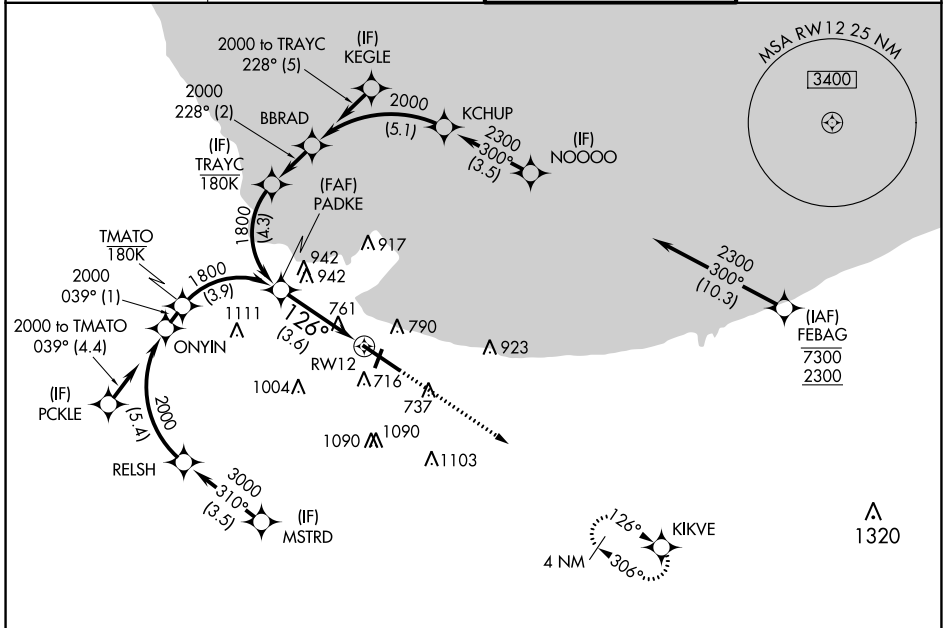 MSA RW12 25 NM
3400
2000 to TRAYC
228° (5)
(IF)
KEGLE
2000
228° (2)
BBRAD
2000
(5.1)
KCHUP
2300
300°
(3.5)
(IF)
NOOOO
(IF)
TRAYC
180K
(FAF)
PADKE
1800
(4.3)
917
942
942
TMATO
180K
2000
039° (1)
1800
(3.9)
2300
300°
(10.3)
(IAF)
FEBAG
7300
2300
2000 to TMATO
039° (4.4)
ONYIN
1111
126°
(3.6)
761
790
RW12
923
716
1004
737
(IF)
PCKLE
2000
(5.4)
1090
1090
1103
RELSH
3000
310°
(3.5)
(IF)
MSTRD
126°
KIKVE
4 NM
306°
1320